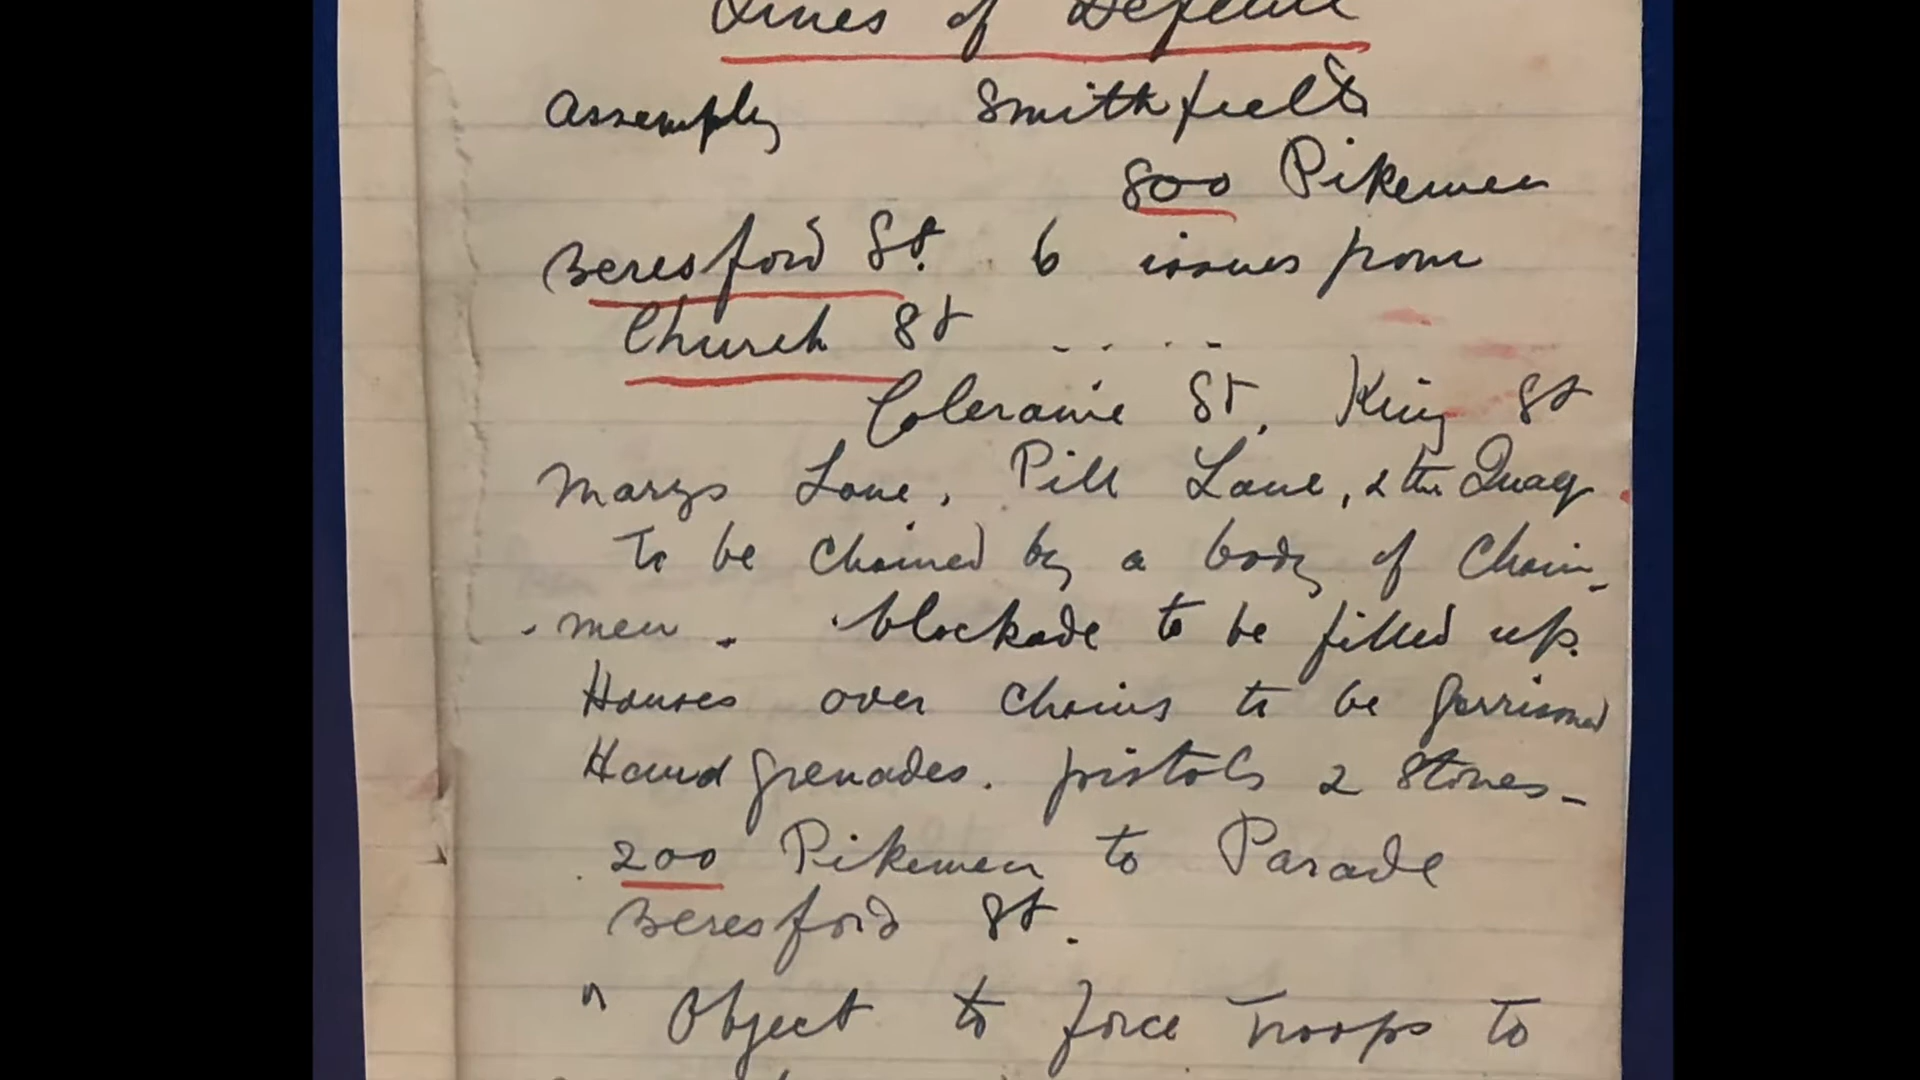 Lines of Defence
Assembly Smithfield
800 Pikemen
Beresford St. 6 issues from
Church St ....
Coleraine St, King St
Marys Lane, Pill Lane, & the Quay
To be chained by a body of Chain-
-men. blockade to be filled up.
Houses over chains to be garrisoned
Hand grenades. pistols & Stones-
200 Pikemen to Parade
Beresford St.
" Object to force Troops to